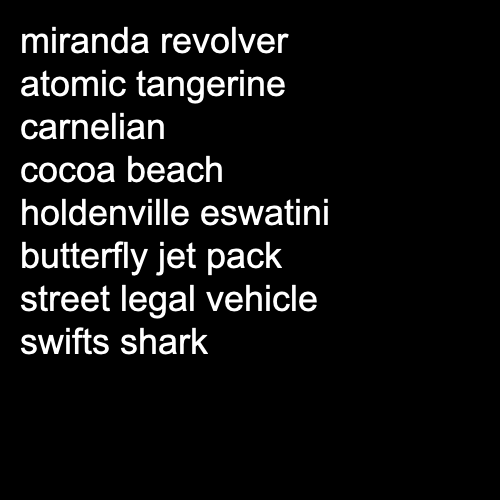 miranda revolver
atomic tangerine
carnelian
cocoa beach
holdenville eswatini
butterfly jet pack
street legal vehicle
swifts shark